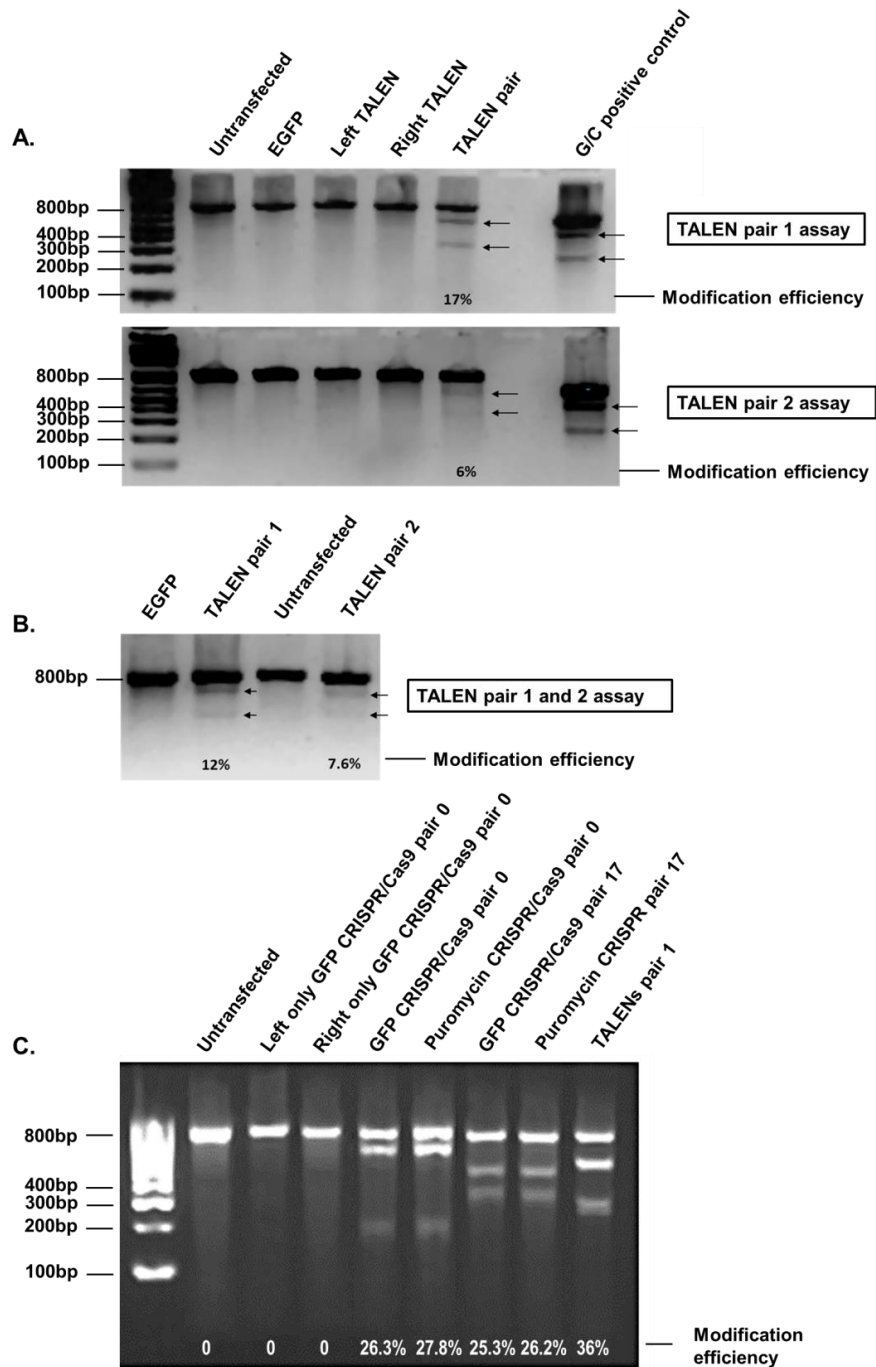 A.
Untransfected
EGFP
Left TALEN
Right TALEN
TALEN pair
G/C positive control
800bp
400bp
300bp
200bp
100bp
17%
TALEN pair 1 assay
Modification efficiency
800bp
400bp
300bp
200bp
100bp
6%
TALEN pair 2 assay
Modification efficiency
B.
EGFP
TALEN pair 1
Untransfected
TALEN pair 2
800bp
12%
7.6%
TALEN pair 1 and 2 assay
Modification efficiency
C.
Untransfected
Left only GFP CRISPR/Cas9 pair 0
Right only GFP CRISPR/Cas9 pair 0
GFP CRISPR/Cas9 pair 0
Puromycin CRISPR/Cas9 pair 0
GFP CRISPR/Cas9 pair 17
Puromycin CRISPR pair 17
TALENs pair 1
800bp
400bp
300bp
200bp
100bp
0 0 0 26.3% 27.8% 25.3% 26.2% 36%
Modification
efficiency